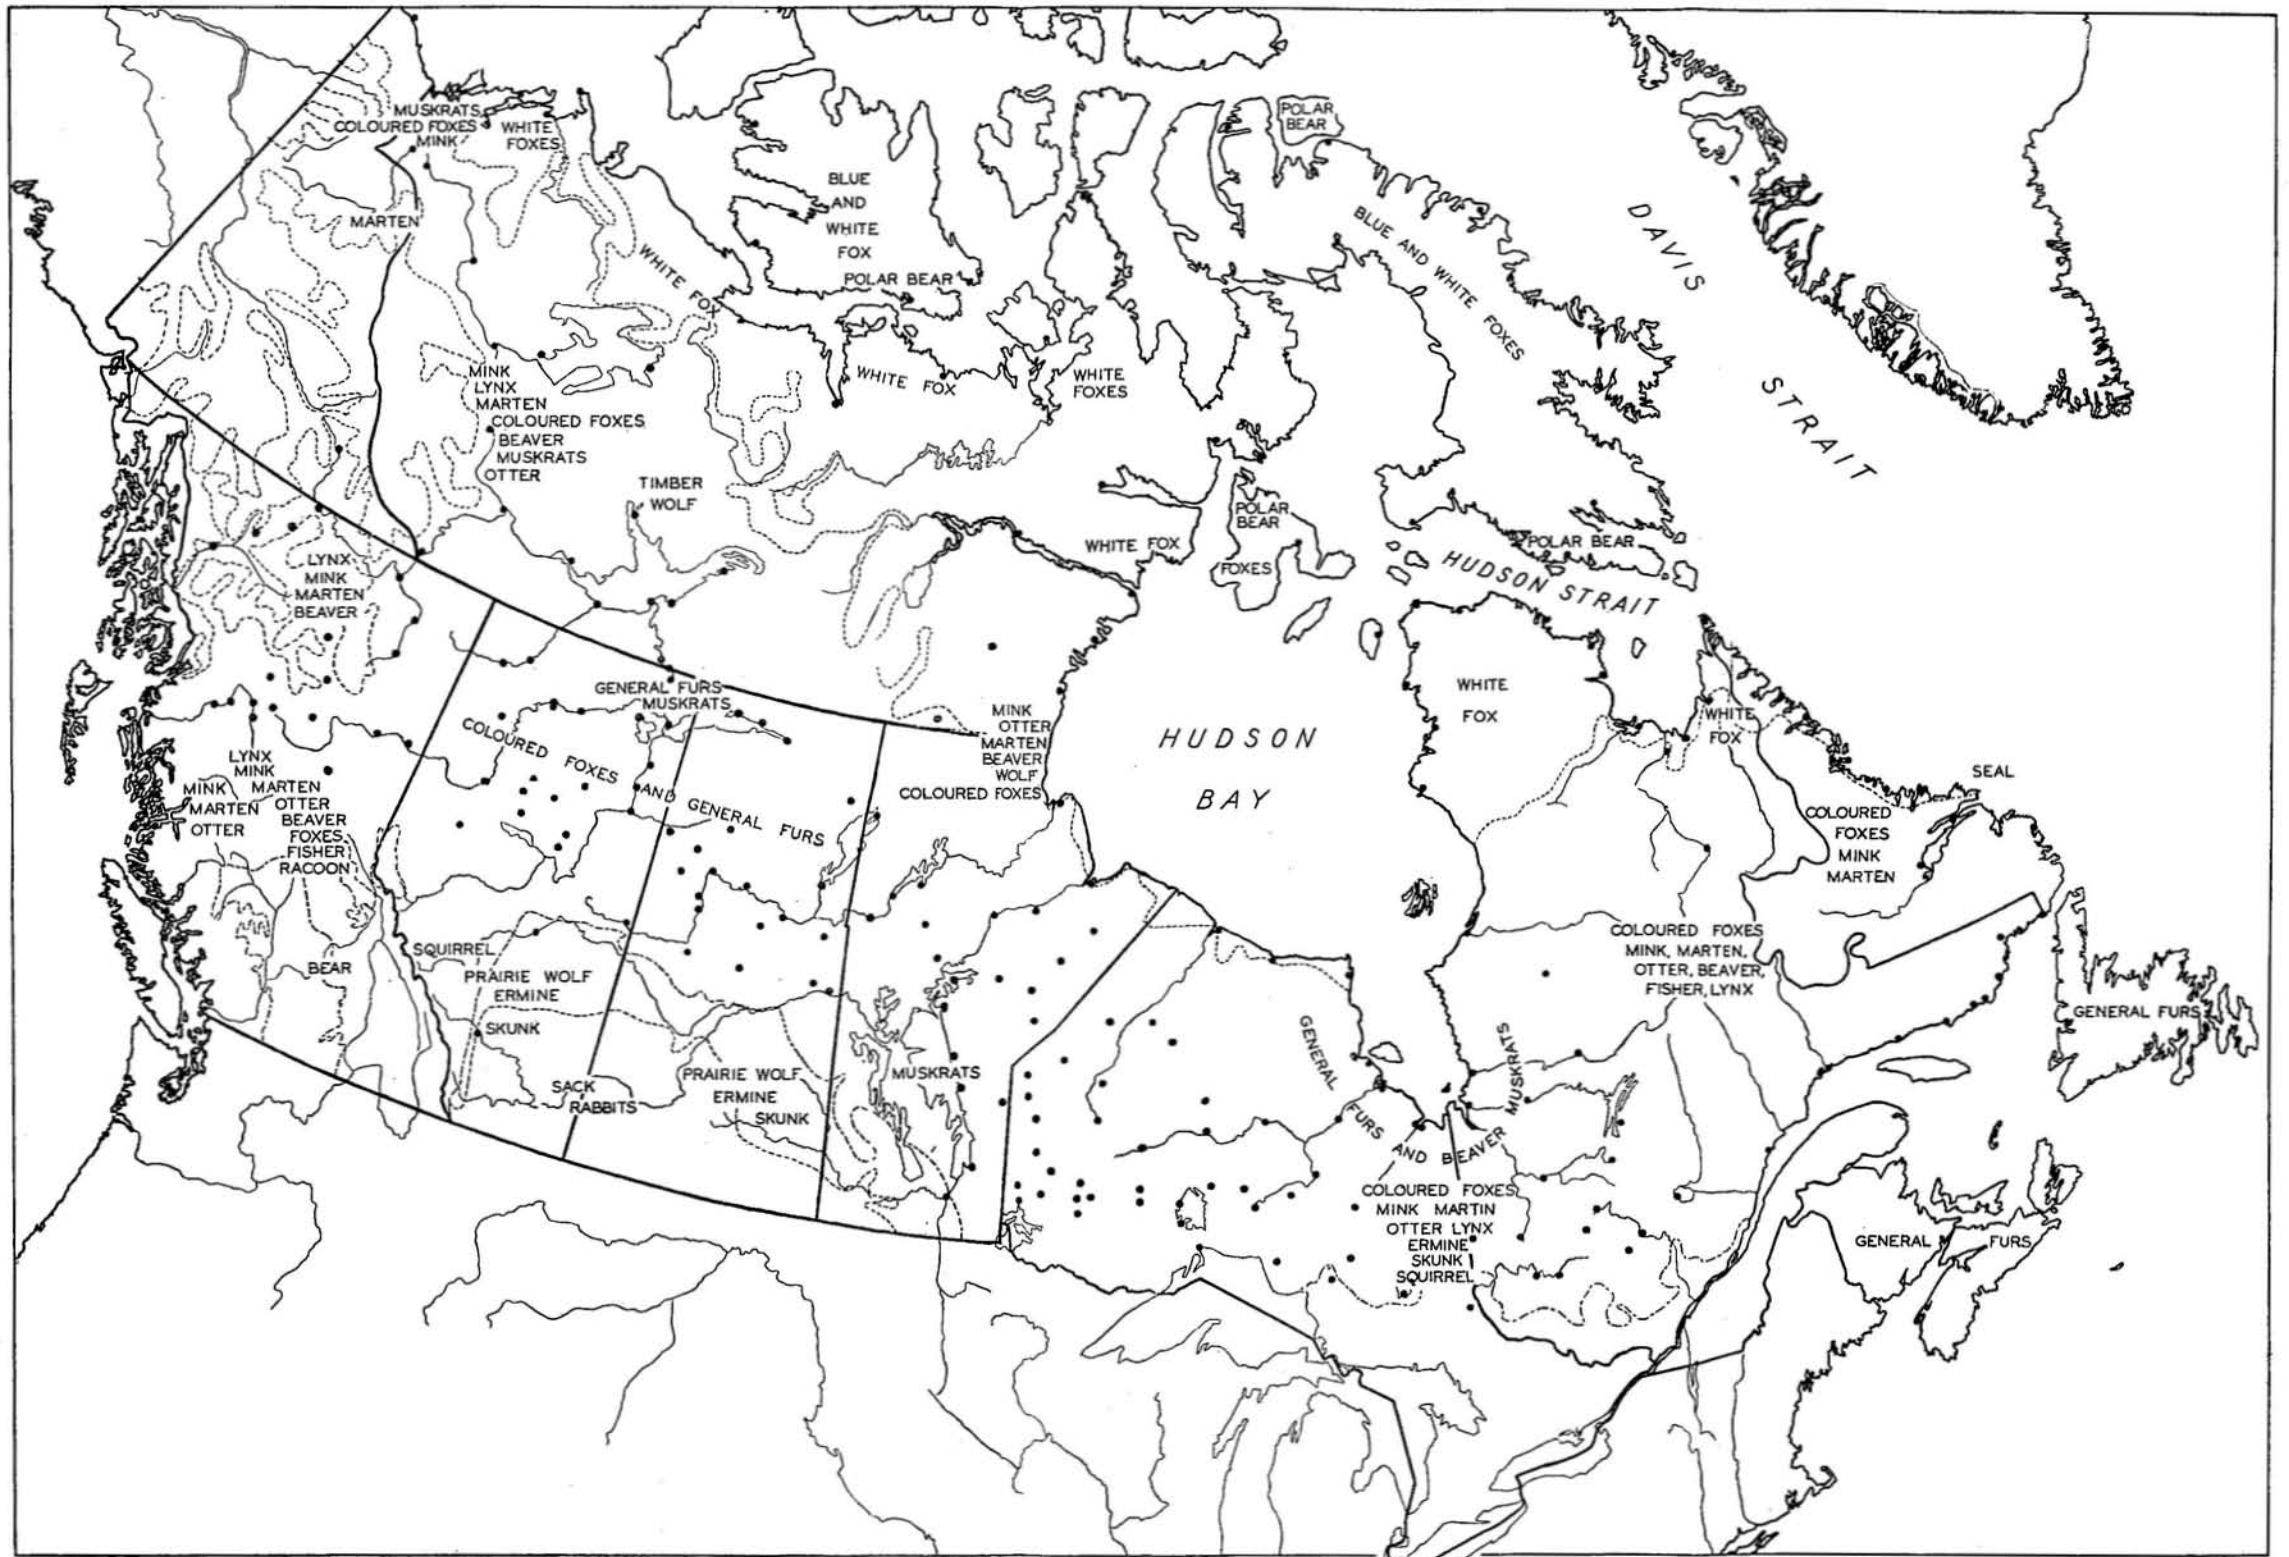 MUSKRATS
COLOURED FOXES
MINK
WHITE
FOXES
MARTEN
WHITE FOX
BLUE
AND
WHITE
FOX
POLAR BEAR
POLAR
BEAR
BLUE AND WHITE FOXES
DAVIS
STRAIT
WHITE FOX
WHITE
FOXES
MINK
LYNX
MARTEN
COLOURED FOXES
BEAVER
MUSKRATS
OTTER
TIMBER
WOLF
WHITE FOX
POLAR
BEAR
FOXES
POLAR BEAR
HUDSON STRAIT
LYNX
MINK
MARTEN
BEAVER
GENERAL FURS
MUSKRATS
COLOURED FOXES AND GENERAL FURS
MINK
OTTER
MARTEN
BEAVER
WOLF
COLOURED FOXES
HUDSON
BAY
WHITE
FOX
WHITE
FOX
SEAL
COLOURED
FOXES
MINK
MARTEN
LYNX
MINK
MARTEN
OTTER
BEAVER
FOXES
FISHER
RACOON
MINK
MARTEN
OTTER
BEAR
SQUIRREL
PRAIRIE WOLF
ERMINE
SKUNK
SACK
RABBITS
PRAIRIE WOLF
ERMINE
SKUNK
MUSKRATS
COLOURED FOXES
MINK, MARTEN,
OTTER, BEAVER,
FISHER, LYNX
GENERAL FURS
GENERAL FURS AND BEAVER
MUSKRATS
COLOURED FOXES
MINK MARTIN
OTTER LYNX
ERMINE
SKUNK
SQUIRREL
GENERAL FURS